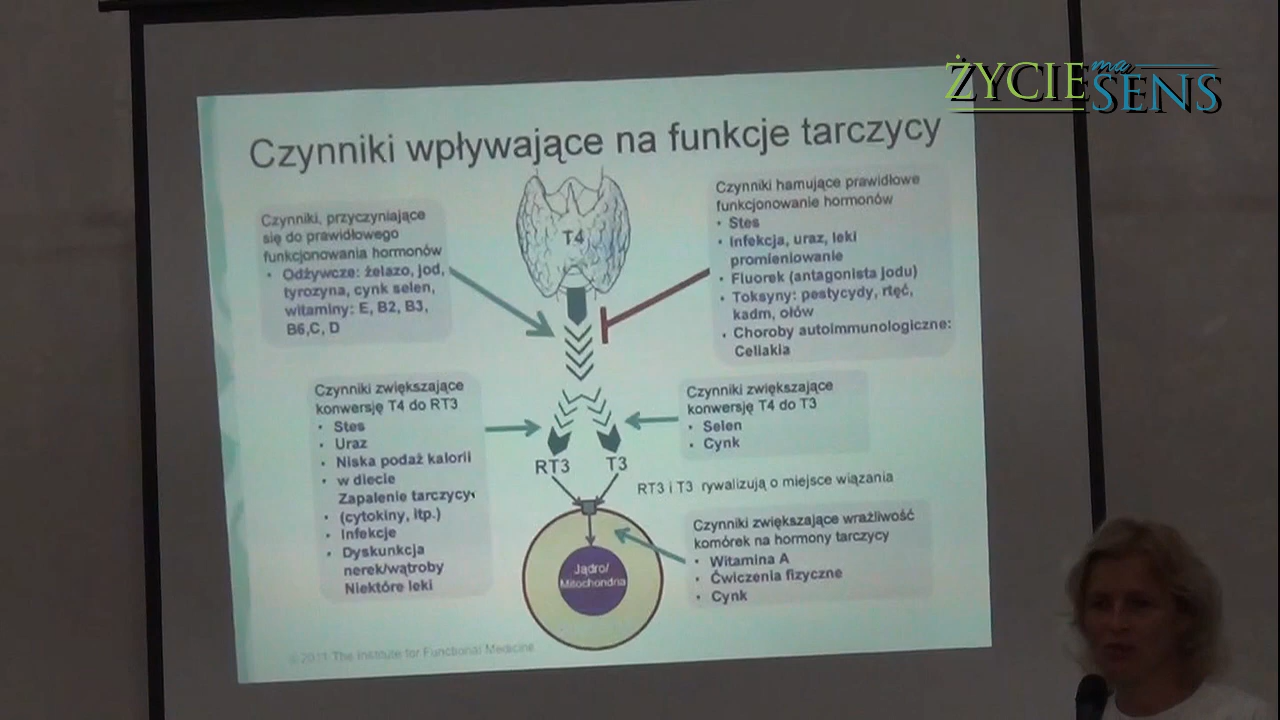 ŻYCIE ma SENS
Czynniki wpływające na funkcje tarczycy
Czynniki, przyczyniające
się do prawidłowego
funkcjonowania hormonów
• Odżywcze: żelazo, jod,
tyrozyna, cynk selen,
witaminy: E, B2, B3,
B6,C, D
T4
Czynniki hamujące prawidłowe
funkcjonowanie hormonów
• Stes
• Infekcja, uraz, leki
promieniowanie
• Fluorek (antagonista jodu)
• Toksyny: pestycydy, rtęć,
kadm, ołów
• Choroby autoimmunologiczne:
Celiakia
Czynniki zwiększające
konwersję T4 do RT3
• Stes
• Uraz
• Niska podaż kalorii
• w diecie
Zapalenie tarczycy
• (cytokiny, itp.)
• Infekcje
• Dyskunkcja
nerek/wątroby
Niektóre leki
Czynniki zwiększające
konwersję T4 do T3
• Selen
• Cynk
RT3
T3
RT3 i T3 rywalizują o miejsce wiązania
Czynniki zwiększające wrażliwość
komórek na hormony tarczycy
• Witamina A
• Ćwiczenia fizyczne
• Cynk
Jądro/
Mitochondria
©2011 The Institute for Functional Medicine